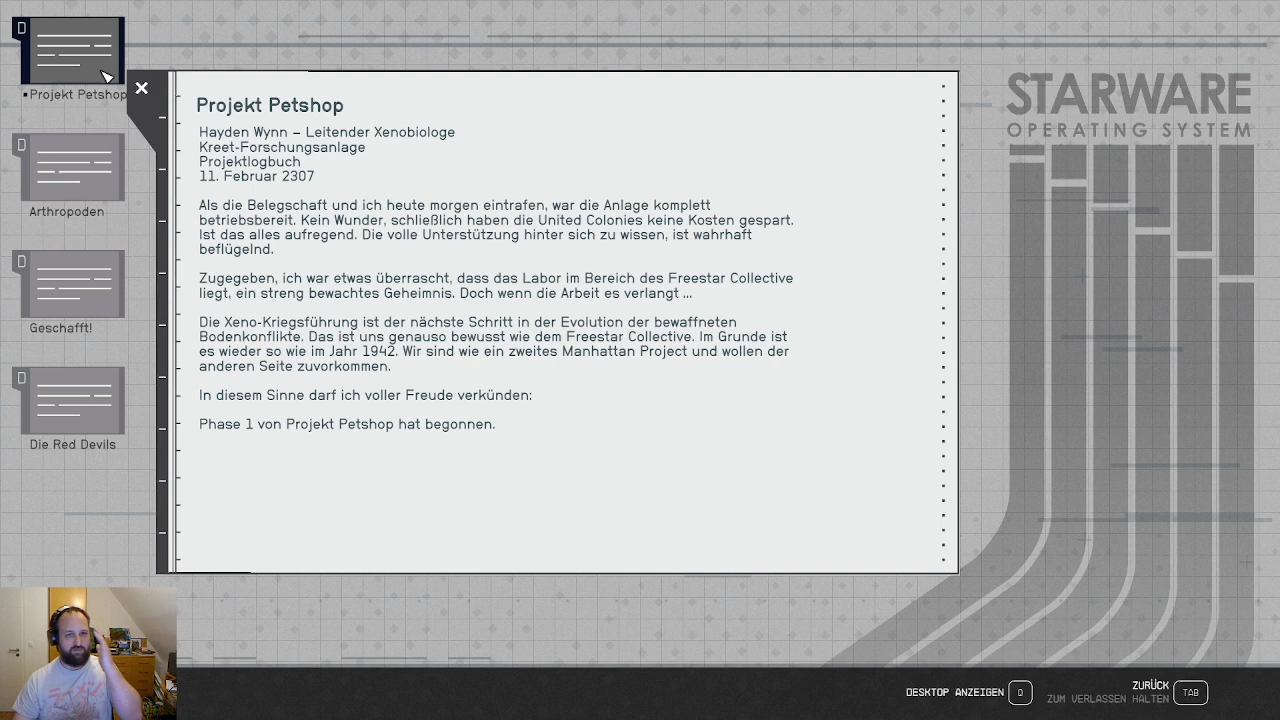 Projekt Petshop
Arthropoden
Geschafft!
Die Red Devils
Projekt Petshop
Hayden Wynn – Leitender Xenobiologe
Kreet-Forschungsanlage
Projektlogbuch
11. Februar 2307
Als die Belegschaft und ich heute morgen eintrafen, war die Anlage komplett
betriebsbereit. Kein Wunder, schließlich haben die United Colonies keine Kosten gespart.
Ist das alles aufregend. Die volle Unterstützung hinter sich zu wissen, ist wahrhaft
beflügelnd.
Zugegeben, ich war etwas überrascht, dass das Labor im Bereich des Freestar Collective
liegt, ein streng bewachtes Geheimnis. Doch wenn die Arbeit es verlangt ...
Die Xeno-Kriegsführung ist der nächste Schritt in der Evolution der bewaffneten
Bodenkonflikte. Das ist uns genauso bewusst wie dem Freestar Collective. Im Grunde ist
es wieder so wie im Jahr 1942. Wir sind wie ein zweites Manhattan Project und wollen der
anderen Seite zuvorkommen.
In diesem Sinne darf ich voller Freude verkünden:
Phase 1 von Projekt Petshop hat begonnen.
STARWARE
OPERATING SYSTEM
DESKTOP ANZEIGEN D
ZURÜCK
ZUM VERLASSEN HALTEN TAB